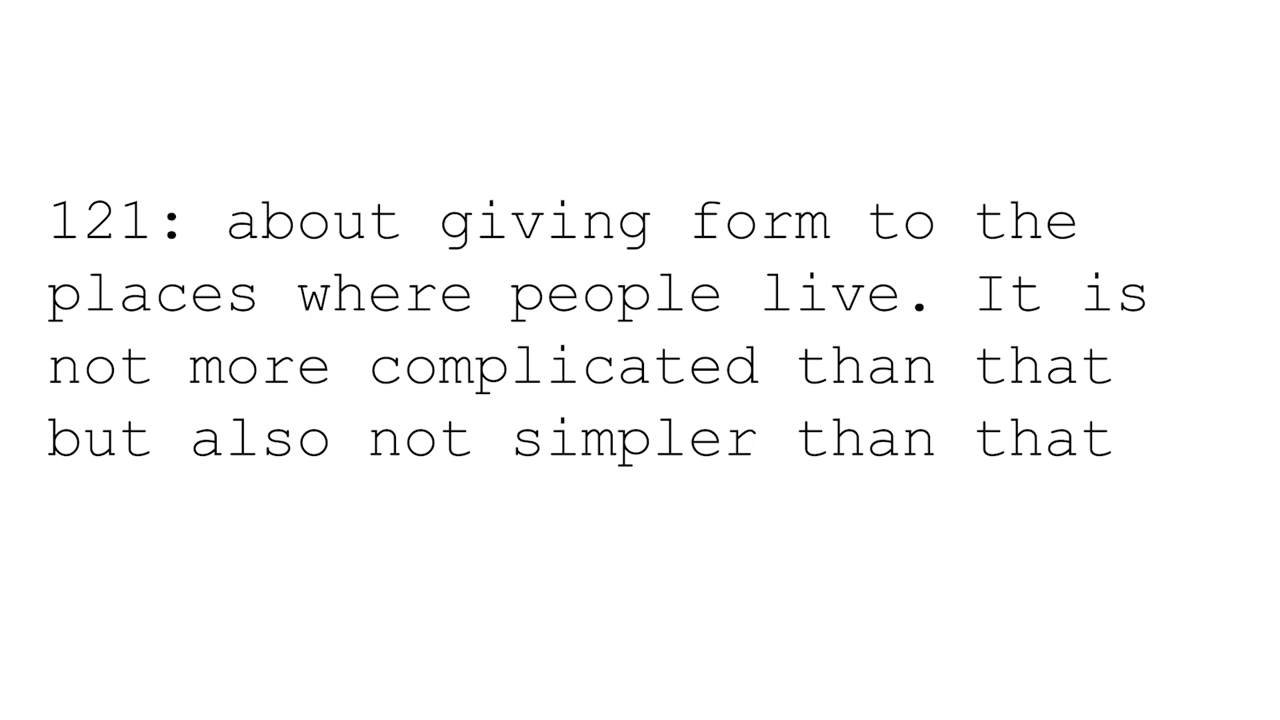 121: about giving form to the
places where people live. It is
not more complicated than that
but also not simpler than that